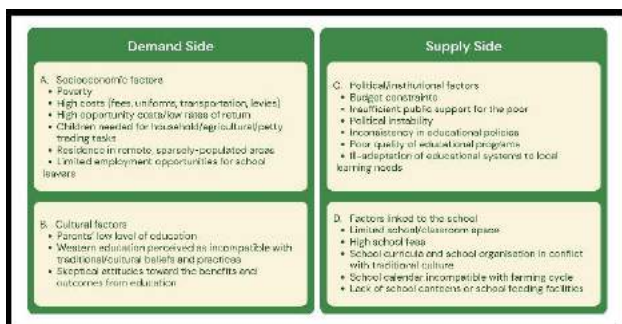 Demand Side
A. Socioeconomic factors
• Poverty
• High costs (fees, uniforms, transportation, levies)
• High opportunity costs/low rates of return
• Children needed for household/agricultural/petty
trading tasks
• Residence in remote, sparsely-populated areas
• Limited employment opportunities for school
leavers
B. Cultural factors
• Parents' low level of education
• Western education perceived as incompatible with
traditional/cultural beliefs and practices
• Skeptical attitudes toward the benefits and
outcomes from education
Supply Side
C. Political/institutional factors
• Budget constraints
• Insufficient public support for the poor
• Political instability
• Inconsistency in educational policies
• Poor quality of educational programs
• Ill-adaption of educational systems to local
learning needs
D. Factors linked to the school
• Limited school/classroom space
• High school fees
• School curricula and school organisation in conflict
with traditional culture
• School calendar incompatible with farming cycle
• Lack of school canteens or school feeding facilities